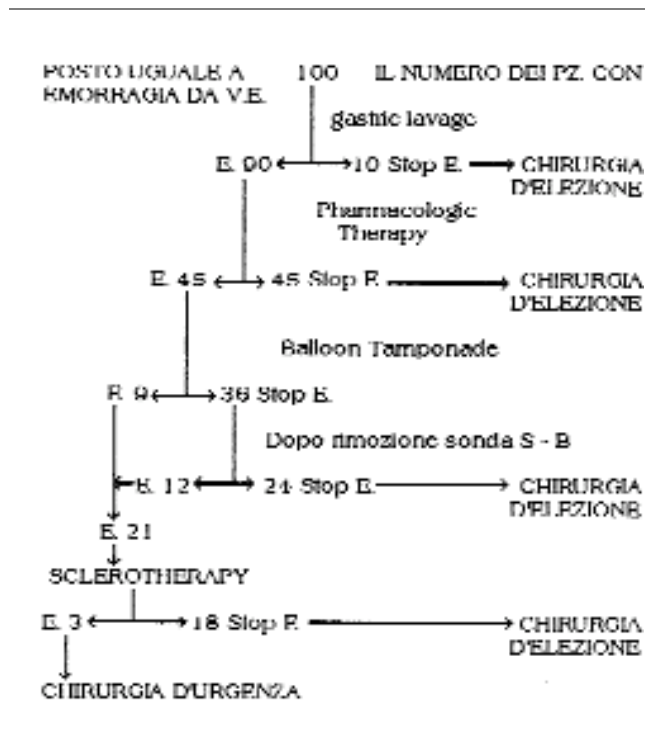 POSTO UGUALE A 100 IL NUMERO DEI PZ. CON
EMORRAGIA DA V.E.
gastric lavage
E. 90 10 Stop E. CHIRURGIA
D'ELEZIONE
Pharmacologic
Therapy
E. 45 45 Stop E. CHIRURGIA
D'ELEZIONE
Balloon Tamponade
E. 9 36 Stop E.
Dopo rimozione sonda S - B
E. 12 24 Stop E. CHIRURGIA
D'ELEZIONE
E. 21
SCLEROTHERAPY
E. 3 18 Stop E. CHIRURGIA
D'ELEZIONE
CHIRURGIA D'URGENZA